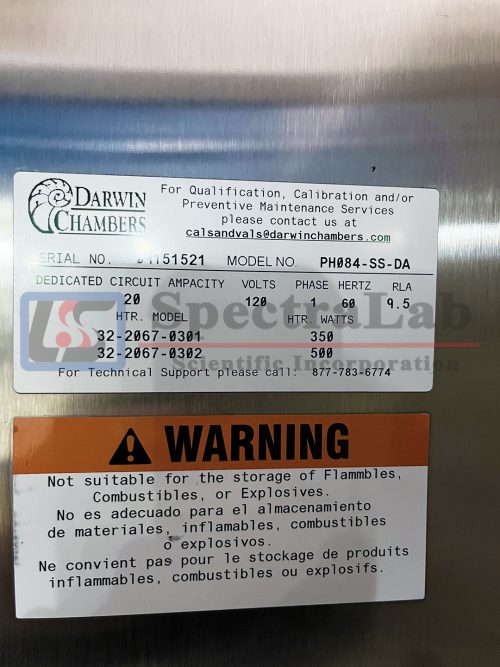 DARWIN
CHAMBERS
For Qualification, Calibration and/or
Preventive Maintenance Services
please contact us at
calsandvals@darwinchambers.com
SERIAL NO. D1151521 MODEL NO. PH084-SS-DA
DEDICATED CIRCUIT AMPACITY VOLTS PHASE HERTZ RLA
20 120 1 60 9.5
HTR. MODEL HTR. WATTS
32-2067-0301 350
32-2067-0302 500
For Technical Support please call: 877-783-6774
LSS
SpectraLab
Scientific Incorporation
WARNING
Not suitable for the storage of Flammbles,
Combustibles, or Explosives.
No es adecuado para el almacenamiento
de materiales, inflamables, combustibles
o explosivos.
Ne convient pas pour le stockage de produits
inflammables, combustibles ou explosifs.